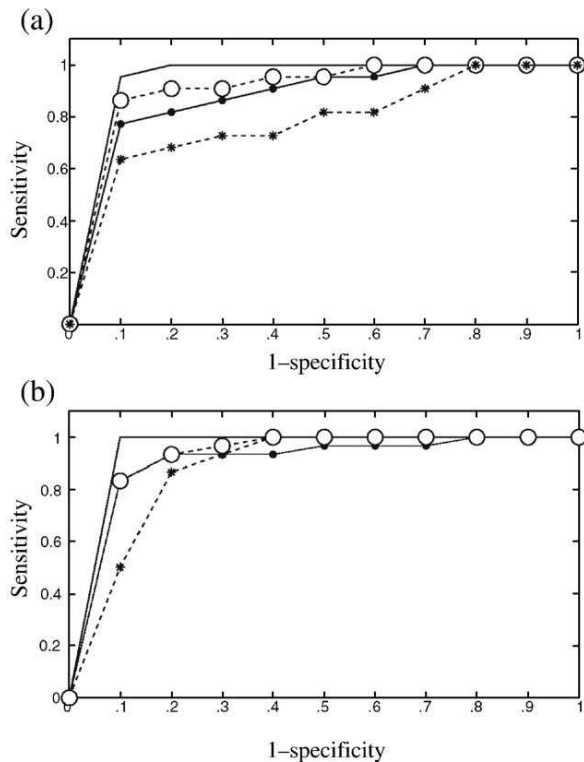 (a)
1
0.8
0.6
0.4
0.2
0 .1 .2 .3 .4 .5 .6 .7 .8 .9 1
Sensitivity
1–specificity
(b)
1
0.8
0.6
0.4
0.2
0
0 .1 .2 .3 .4 .5 .6 .7 .8 .9 1
Sensitivity
1–specificity